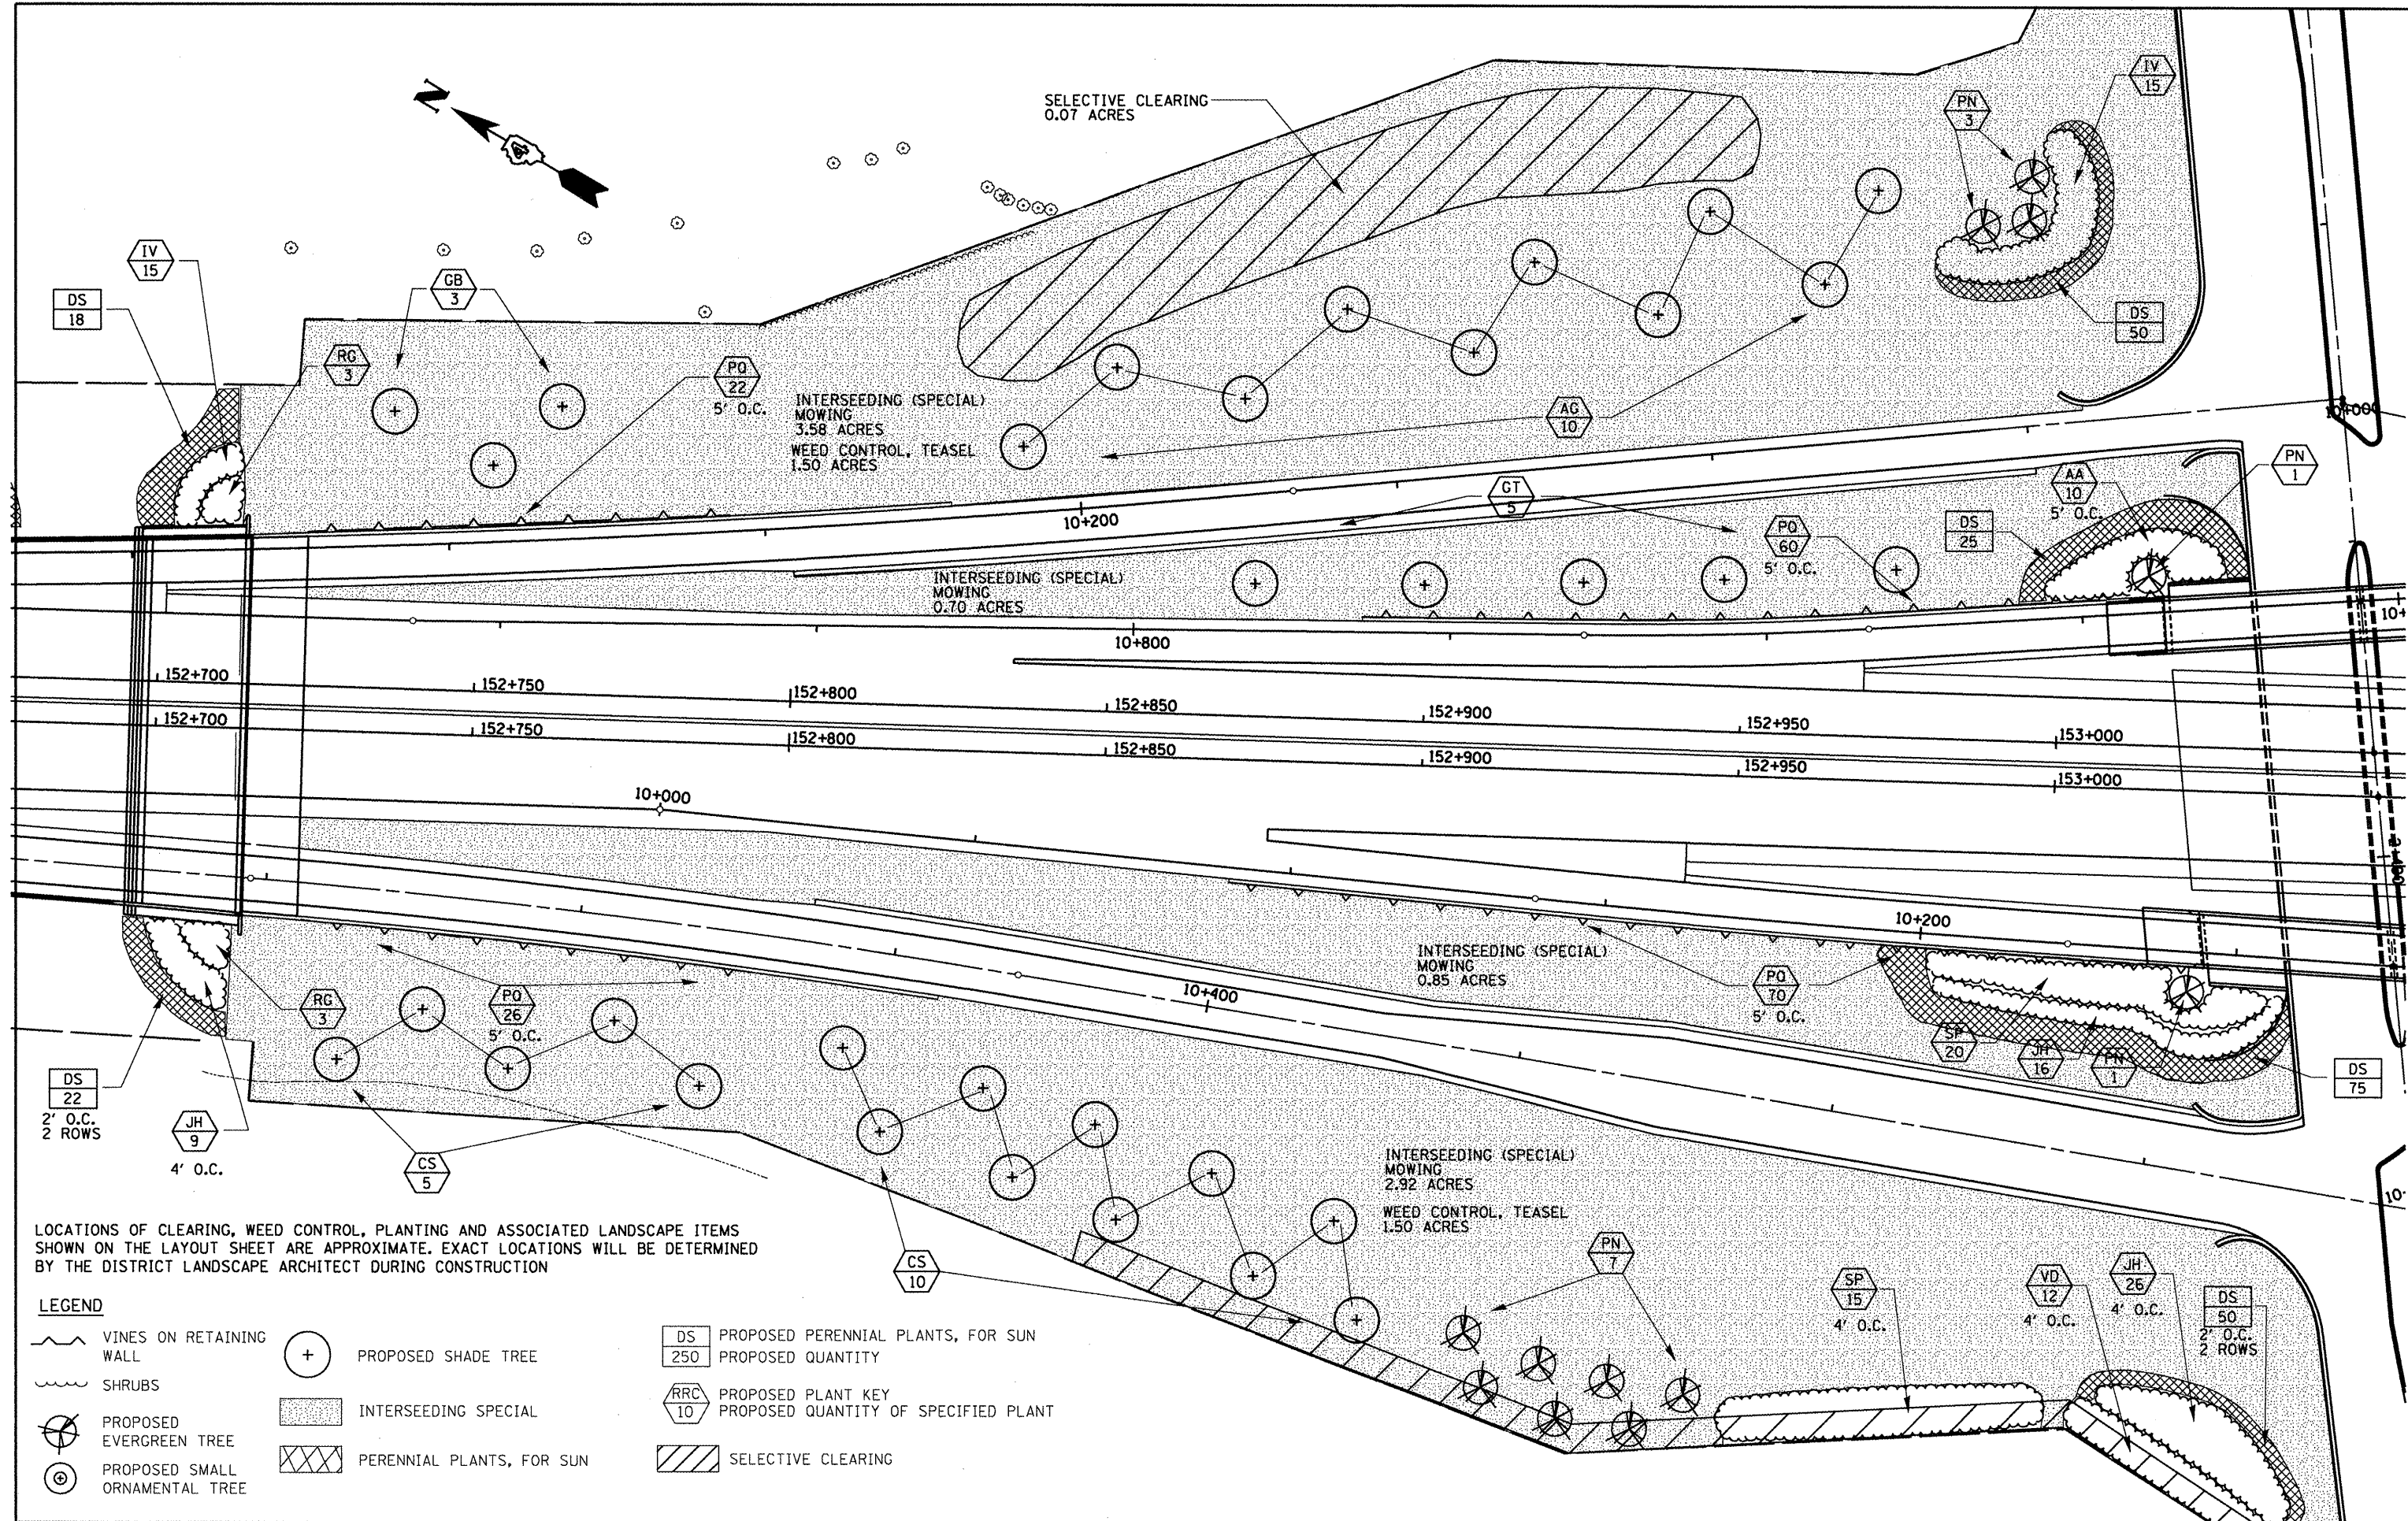 N
4
SELECTIVE CLEARING
0.07 ACRES
PN
3
IV
15
IV
15
GB
3
DS
18
RG
3
PQ
22
5' O.C.
INTERSEEDING (SPECIAL)
MOWING
3.58 ACRES
WEED CONTROL, TEASEL
1.50 ACRES
AG
10
DS
50
10+000
PN
1
AA
10
5' O.C.
GT
5
10+200
PQ
60
5' O.C.
DS
25
INTERSEEDING (SPECIAL)
MOWING
0.70 ACRES
10+800
152+700
152+750
152+800
152+850
152+900
152+950
153+000
152+700
152+750
152+800
152+850
152+900
152+950
153+000
10+000
10+200
INTERSEEDING (SPECIAL)
MOWING
0.85 ACRES
PQ
70
5' O.C.
10+400
RG
3
PQ
26
5' O.C.
SP
20
JH
16
PN
1
DS
75
DS
22
2' O.C.
2 ROWS
JH
9
4' O.C.
CS
5
INTERSEEDING (SPECIAL)
MOWING
2.92 ACRES
WEED CONTROL, TEASEL
1.50 ACRES
10-
CS
10
PN
7
SP
15
4' O.C.
VD
12
4' O.C.
JH
26
4' O.C.
DS
50
2' O.C.
2 ROWS
LOCATIONS OF CLEARING, WEED CONTROL, PLANTING AND ASSOCIATED LANDSCAPE ITEMS
SHOWN ON THE LAYOUT SHEET ARE APPROXIMATE. EXACT LOCATIONS WILL BE DETERMINED
BY THE DISTRICT LANDSCAPE ARCHITECT DURING CONSTRUCTION
LEGEND
VINES ON RETAINING
WALL
SHRUBS
PROPOSED
EVERGREEN TREE
PROPOSED SMALL
ORNAMENTAL TREE
PROPOSED SHADE TREE
INTERSEEDING SPECIAL
PERENNIAL PLANTS, FOR SUN
DS
250
PROPOSED PERENNIAL PLANTS, FOR SUN
PROPOSED QUANTITY
RRC
10
PROPOSED PLANT KEY
PROPOSED QUANTITY OF SPECIFIED PLANT
SELECTIVE CLEARING